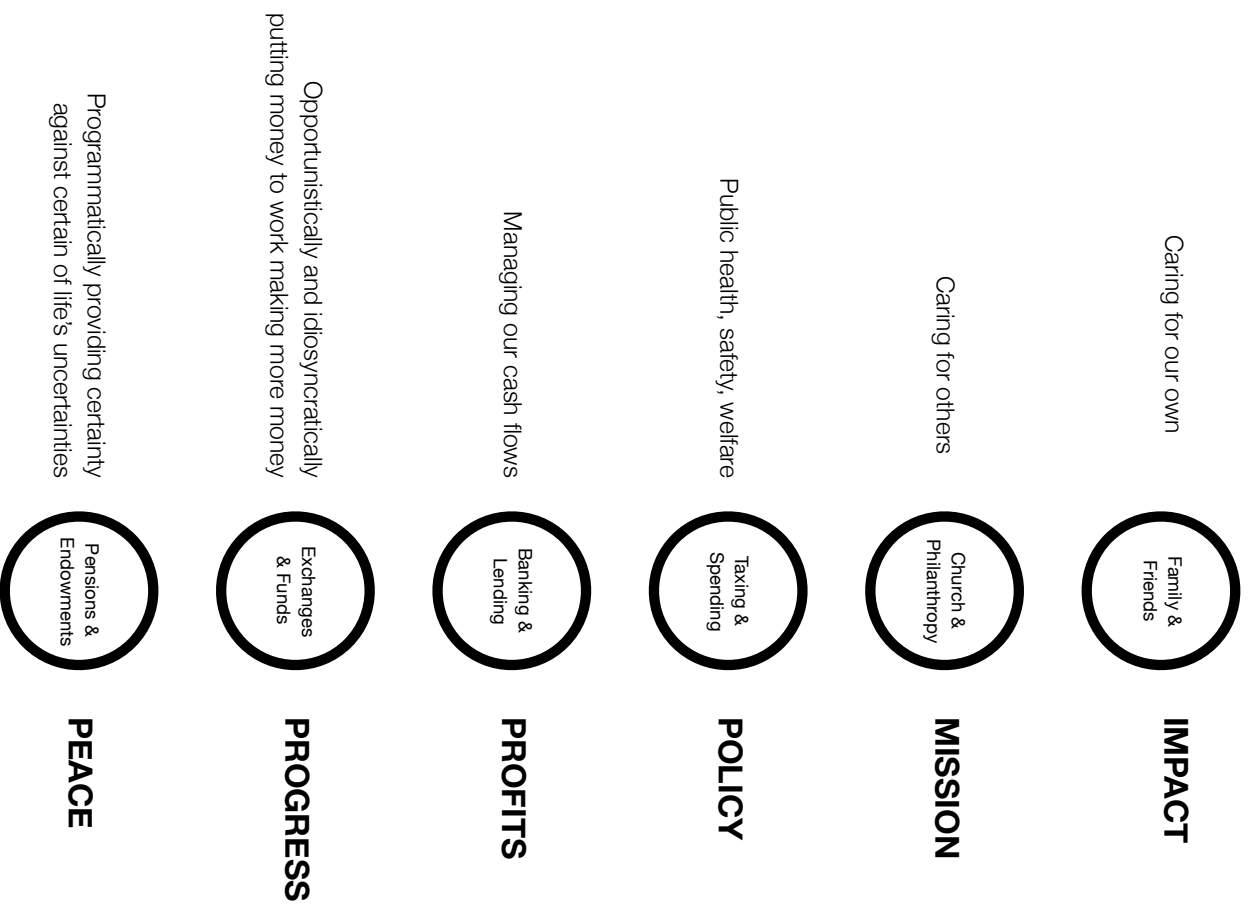 Caring for our own
Family &
Friends
IMPACT
Caring for others
Church &
Philanthropy
MISSION
Public health, safety, welfare
Taxing &
Spending
POLICY
Managing our cash flows
Banking &
Lending
PROFITS
Opportunistically and idiosyncratically
putting money to work making more money
Exchanges
& Funds
PROGRESS
Programmatically providing certainty
against certain of life's uncertainties
Pensions &
Endowments
PEACE